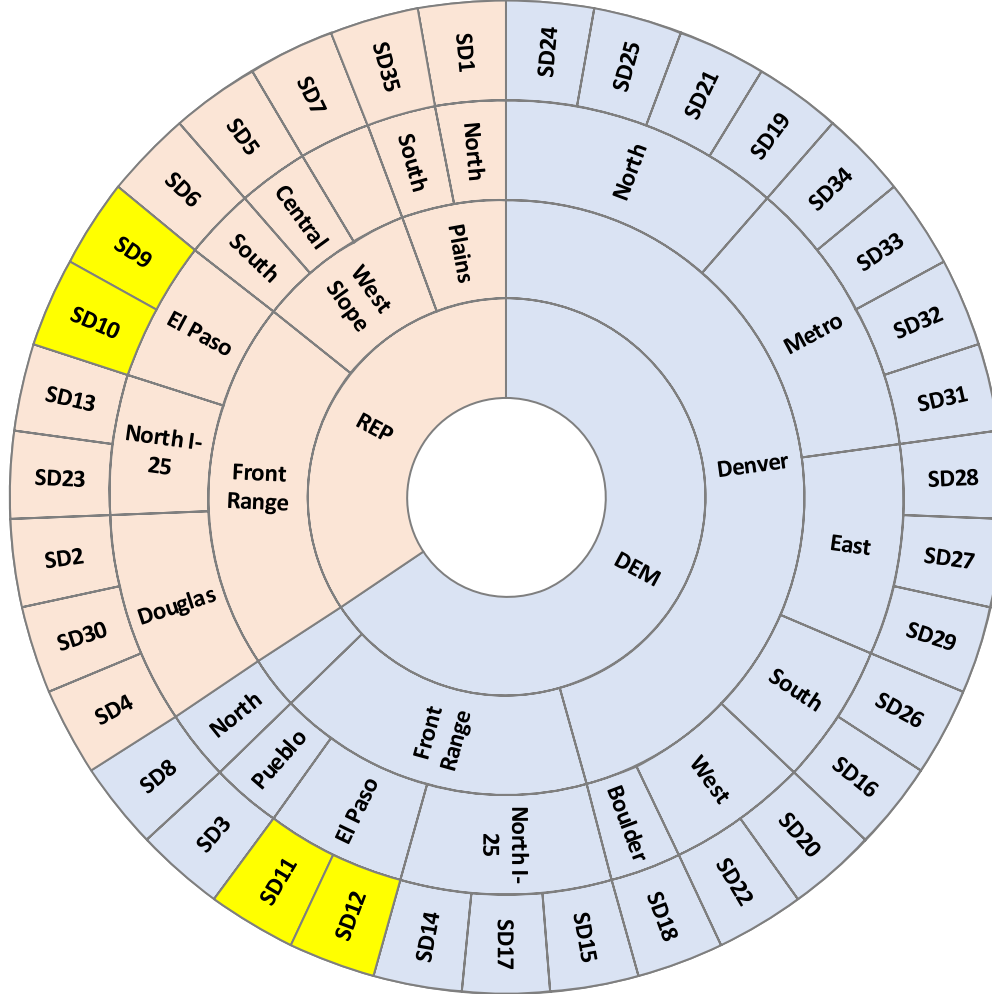 SD24
SD25
SD21
SD19
SD34
SD33
SD32
SD31
SD28
SD27
SD29
SD26
SD16
SD20
SD22
SD18
SD15
SD17
SD14
SD12
SD11
SD3
SD8
SD4
SD30
SD2
SD23
SD13
SD10
SD9
SD6
SD5
SD7
SD35
SD1
North
Metro
East
South
West
Boulder
North I-
25
El Paso
Pueblo
North
Douglas
North I-
25
El Paso
South
Central
South
North
Denver
Front
Range
Front
Range
West
Slope
Plains
DEM
REP